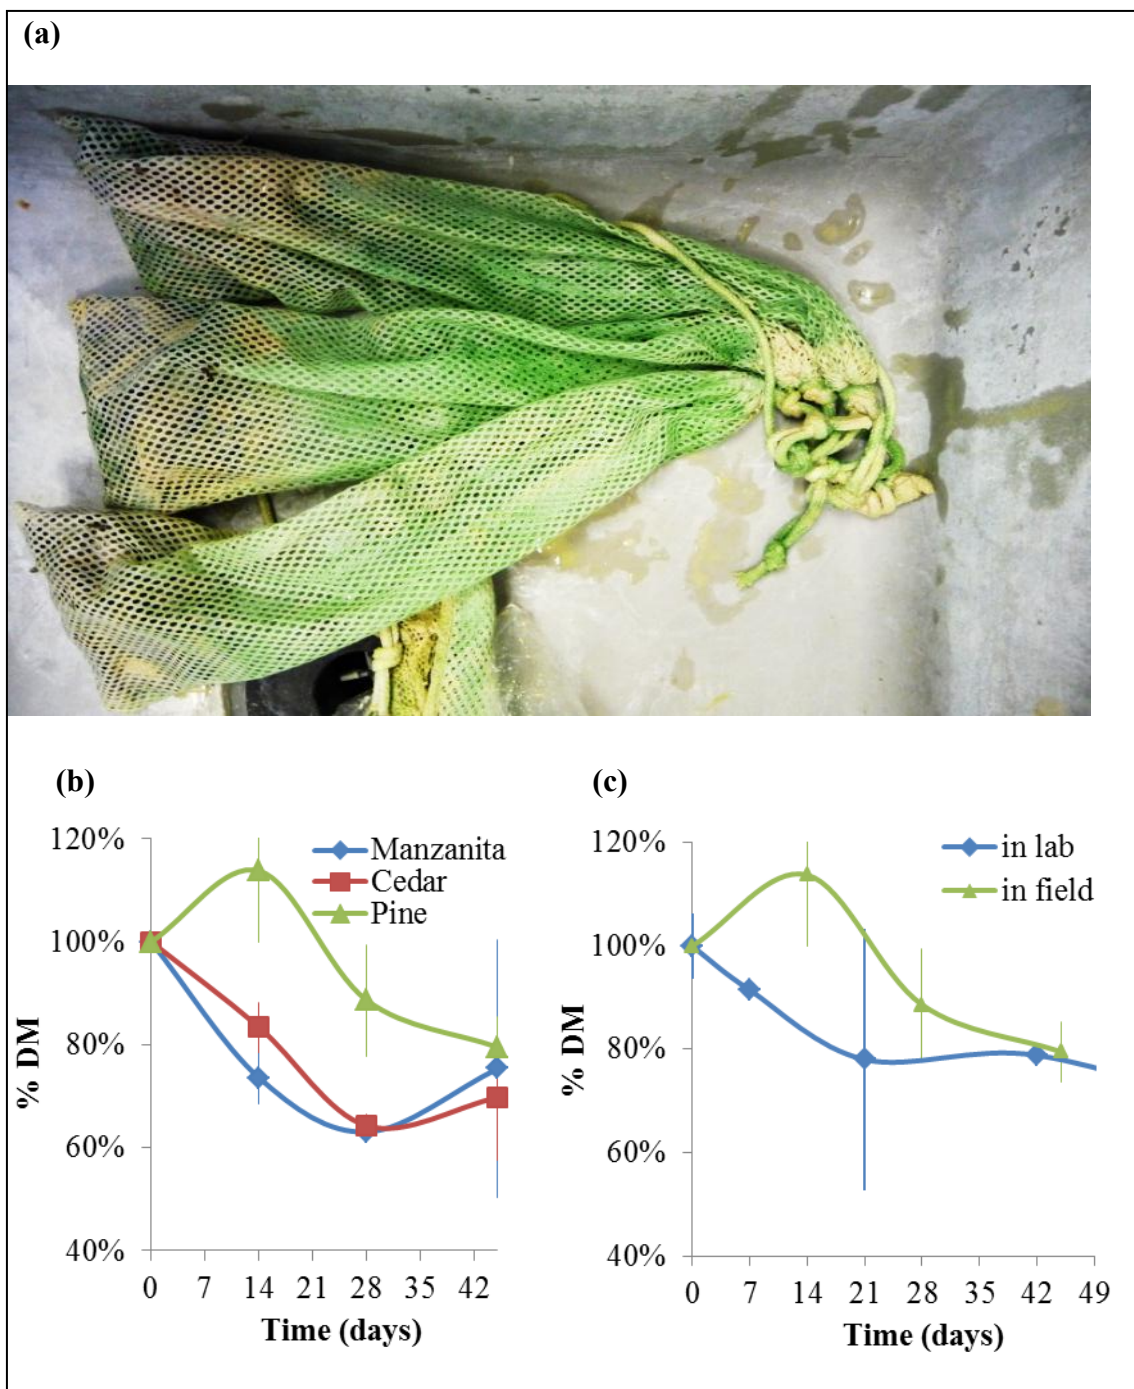 (a)
(b)
120%
100%
80%
60%
40%
% DM
Manzanita
Cedar
Pine
0 7 14 21 28 35 42
Time (days)
(c)
120%
100%
80%
60%
40%
% DM
in lab
in field
0 7 14 21 28 35 42 49
Time (days)